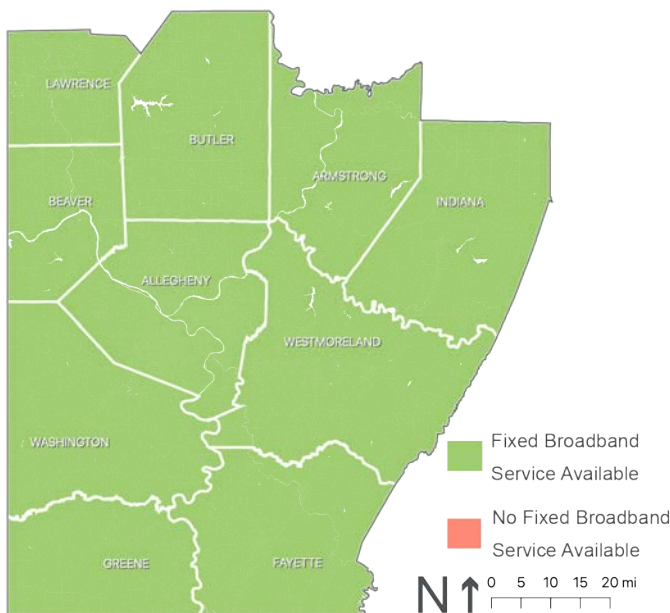 LAWRENCE
BUTLER
ARMSTRONG
BEAVER
INDIANA
ALLEGHENY
WESTMORELAND
WASHINGTON
GREENE
FAYETTE
Fixed Broadband
Service Available
No Fixed Broadband
Service Available
N 0 5 10 15 20 mi